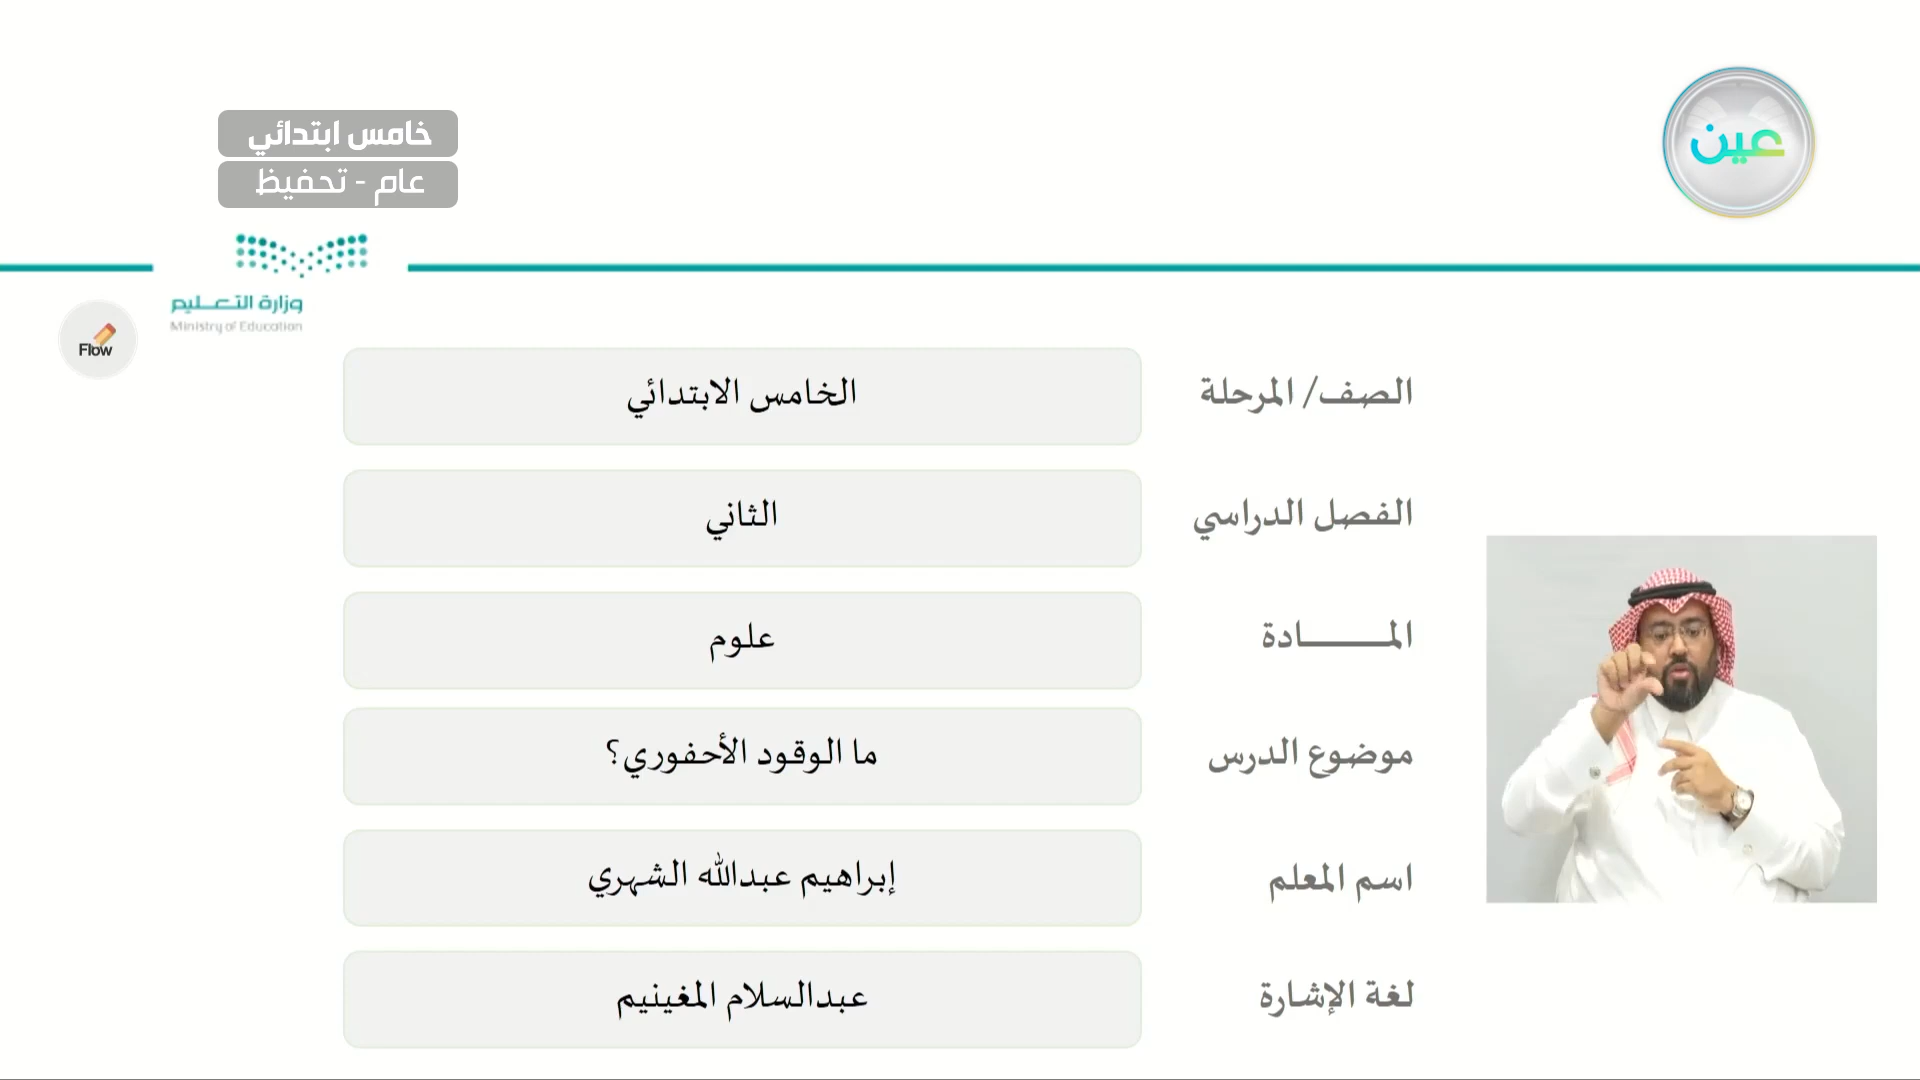 خامس ابتدائي
عام - تحفيظ
عين
وزارة التعليم
Ministry of Education
Flow
الصف/ المرحلة
الخامس الابتدائي
الفصل الدراسي
الثاني
المــــــــادة
علوم
موضوع الدرس
ما الوقود الأحفوري؟
اسم المعلم
إبراهيم عبدالله الشهري
لغة الإشارة
عبدالسلام المغينيم